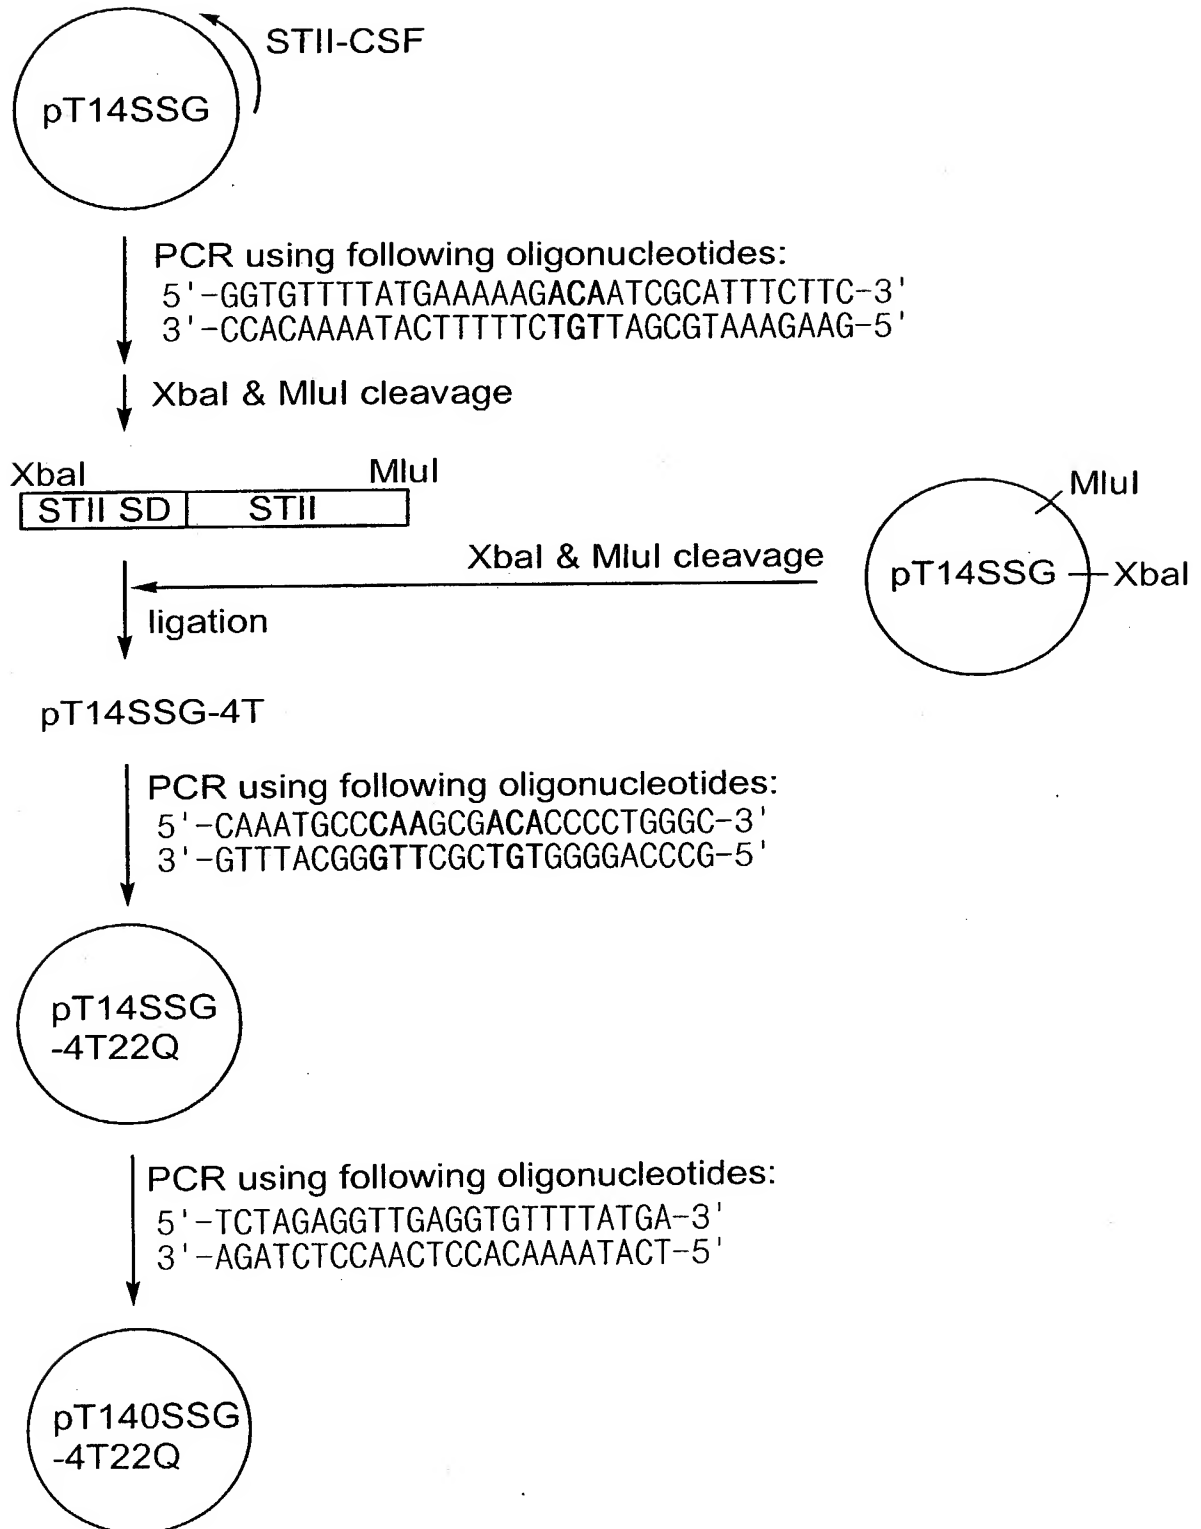 STII-CSF
pT14SSG
PCR using following oligonucleotides:
5'-GGTGTTTTATGAAAAAGACAATCGCATTTCTTC-3'
3'-CCACAAAATACTTTTTCTGTTAGCGTAAAGAAG-5'
XbaI & MluI cleavage
XbaI
MluI
STII SD
STII
MluI
XbaI & MluI cleavage
pT14SSG
XbaI
ligation
pT14SSG-4T
PCR using following oligonucleotides:
5'-CAAATGCCCAAGCGACACCCCTGGGC-3'
3'-GTTTACGGGTTCGCTGTGGGGACCCG-5'
pT14SSG
-4T22Q
PCR using following oligonucleotides:
5'-TCTAGAGGTTGAGGTGTTTTATGA-3'
3'-AGATCTCCAACTCCACAAAATACT-5'
pT140SSG
-4T22Q